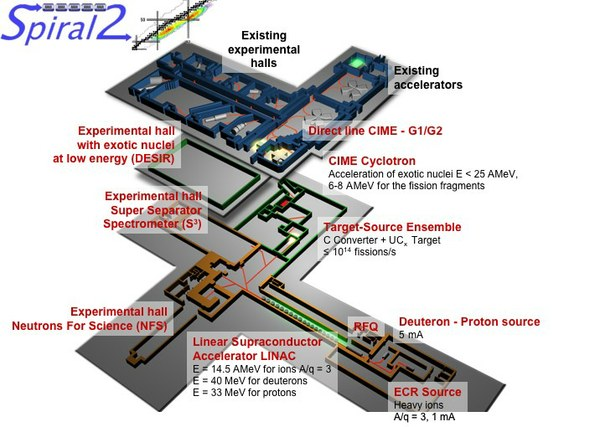 Spiral2
Existing
experimental
halls
Existing
accelerators
Experimental hall
with exotic nuclei
at low energy (DESIR)
Direct line CIME - G1/G2
CIME Cyclotron
Acceleration of exotic nuclei E < 25 AMeV,
6-8 AMeV for the fission fragments
Experimental hall
Super Separator
Spectrometer (S³)
Target-Source Ensemble
C Converter + UCₓ Target
≤ 10¹⁴ fissions/s
Experimental hall
Neutrons For Science (NFS)
Linear Supraconductor
Accelerator LINAC
E = 14.5 AMeV for ions A/q = 3
E = 40 MeV for deuterons
E = 33 MeV for protons
RFQ
Deuteron - Proton source
5 mA
ECR Source
Heavy ions
A/q = 3, 1 mA